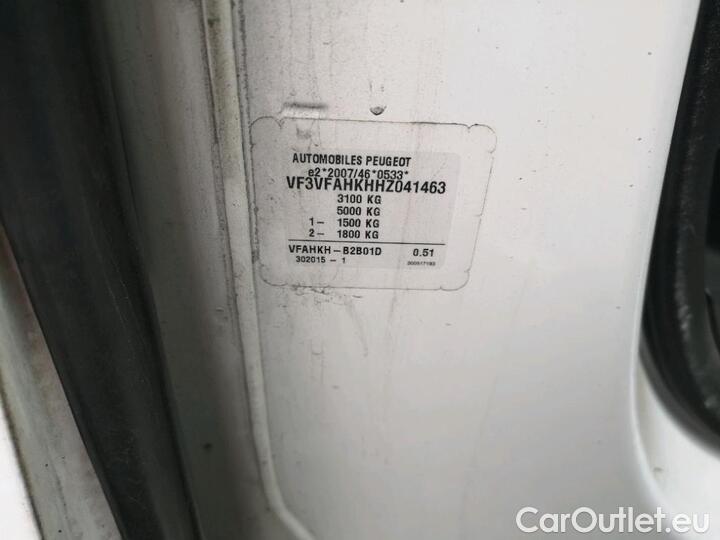 AUTOMOBILES PEUGEOT
e2*2007/46*0533*
VF3VFAHKHHZ041463
3100 KG
5000 KG
1- 1500 KG
2- 1800 KG
VFAHKH-B2B01D 0.51
302015 - 1
CarOutlet.eu